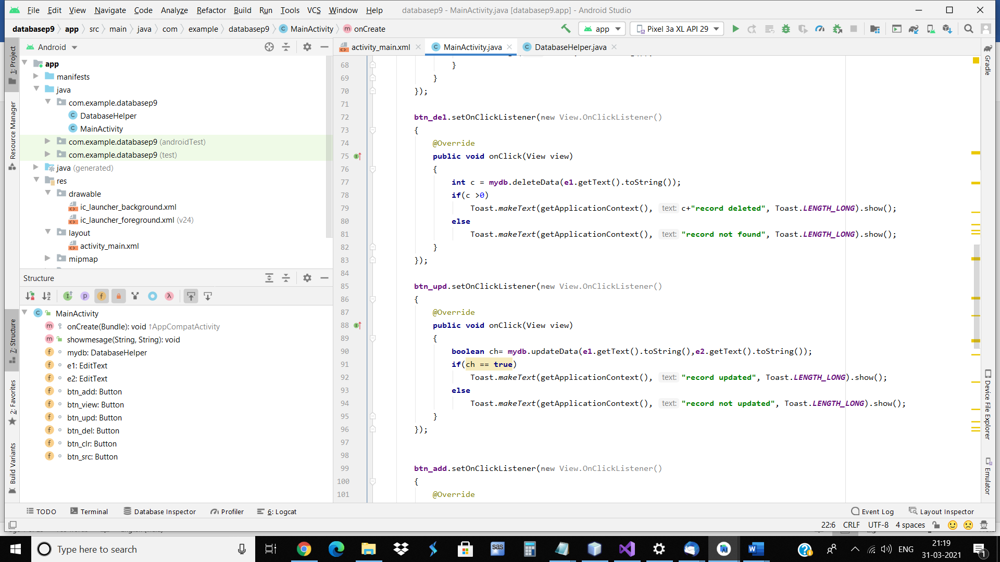 File Edit View Navigate Code Analyze Refactor Build Run Tools VCS Window Help databasep9 - MainActivity.java [databasep9.app] - Android Studio
databasep9 app src main java com example databasep9 MainActivity onCreate app Pixel 3a XL API 29
1: Project
Resource Manager
7: Structure
2: Favorites
Build Variants
Android
app
manifests
java
com.example.databasep9
DatabaseHelper
MainActivity
com.example.databasep9 (androidTest)
com.example.databasep9 (test)
java (generated)
res
drawable
ic_launcher_background.xml
ic_launcher_foreground.xml (v24)
layout
activity_main.xml
mipmap
Structure
MainActivity
onCreate(Bundle): void ↑AppCompatActivity
showmesage(String, String): void
mydb: DatabaseHelper
e1: EditText
e2: EditText
btn_add: Button
btn_view: Button
btn_upd: Button
btn_del: Button
btn_clr: Button
btn_src: Button
activity_main.xml MainActivity.java DatabaseHelper.java
68 }
69 }
70 });
71
72 btn_del.setOnClickListener(new View.OnClickListener()
73 {
74 @Override
75 public void onClick(View view)
76 {
77 int c = mydb.deleteData(e1.getText().toString());
78 if(c >0)
79 Toast.makeText(getApplicationContext(), text: c+"record deleted", Toast.LENGTH_LONG).show();
80 else
81 Toast.makeText(getApplicationContext(), text: "record not found", Toast.LENGTH_LONG).show();
82 }
83 });
84
85 btn_upd.setOnClickListener(new View.OnClickListener()
86 {
87 @Override
88 public void onClick(View view)
89 {
90 boolean ch= mydb.updateData(e1.getText().toString(),e2.getText().toString());
91 if(ch == true)
92 Toast.makeText(getApplicationContext(), text: "record updated", Toast.LENGTH_LONG).show();
93 else
94 Toast.makeText(getApplicationContext(), text: "record not updated", Toast.LENGTH_LONG).show();
95 }
96 });
97
98
99 btn_add.setOnClickListener(new View.OnClickListener()
100 {
101 @Override
Gradle
Device File Explorer
Emulator
TODO Terminal Database Inspector Profiler 6: Logcat Event Log Layout Inspector
22:6 CRLF UTF-8 4 spaces
Type here to search
sas
ENG
21:19
31-03-2021
1